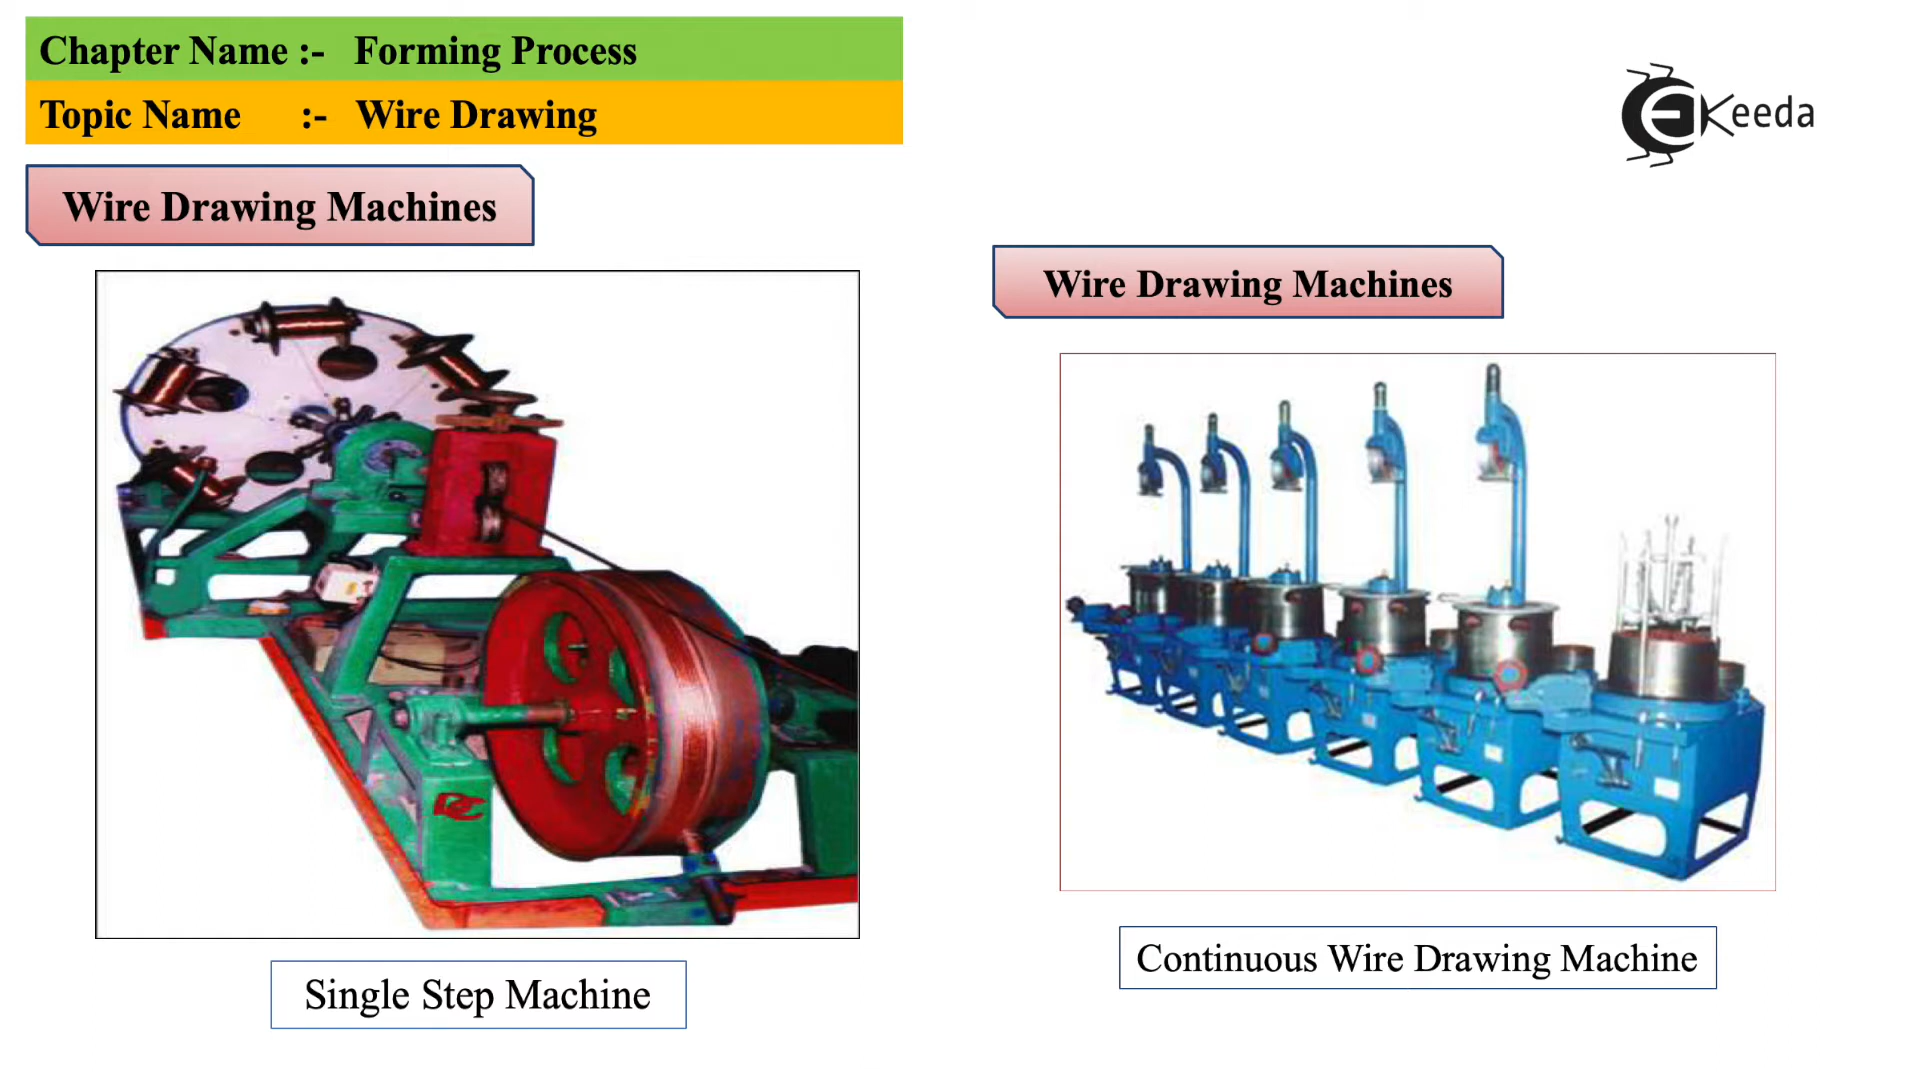 Chapter Name :- Forming Process
Topic Name :- Wire Drawing
Keeda
Wire Drawing Machines
Wire Drawing Machines
Single Step Machine
Continuous Wire Drawing Machine